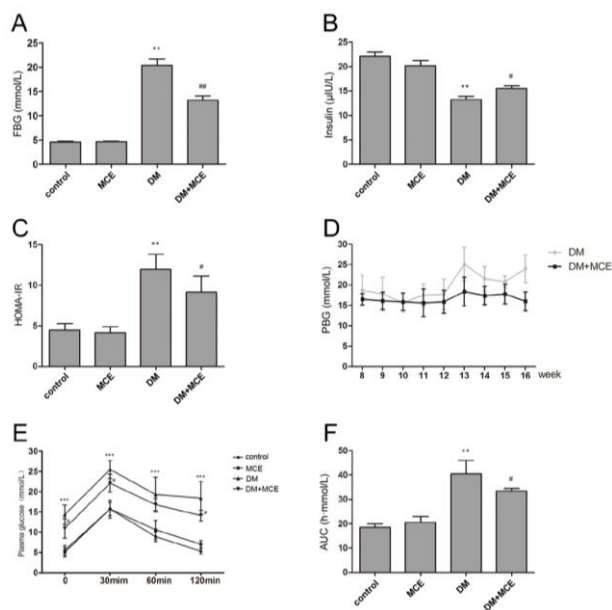 A
FBG (mmol/L)
25
20
15
10
5
0
**
##
control
MCE
DM
DM+MCE
B
Insulin (μIU/L)
25
20
15
10
5
0
**
#
control
MCE
DM
DM+MCE
C
HOMA-IR
15
10
5
0
**
#
control
MCE
DM
DM+MCE
D
PBG (mmol/L)
30
25
20
15
10
5
0
8 9 10 11 12 13 14 15 16 week
DM
DM+MCE
E
Plasma glucose (mmol/L)
30
25
20
15
10
5
0
***
***
***
***
0 30mim 60mim 120mim
control
MCE
DM
DM+MCE
F
AUC (h·mmol/L)
50
40
30
20
10
0
**
#
control
MCE
DM
DM+MCE